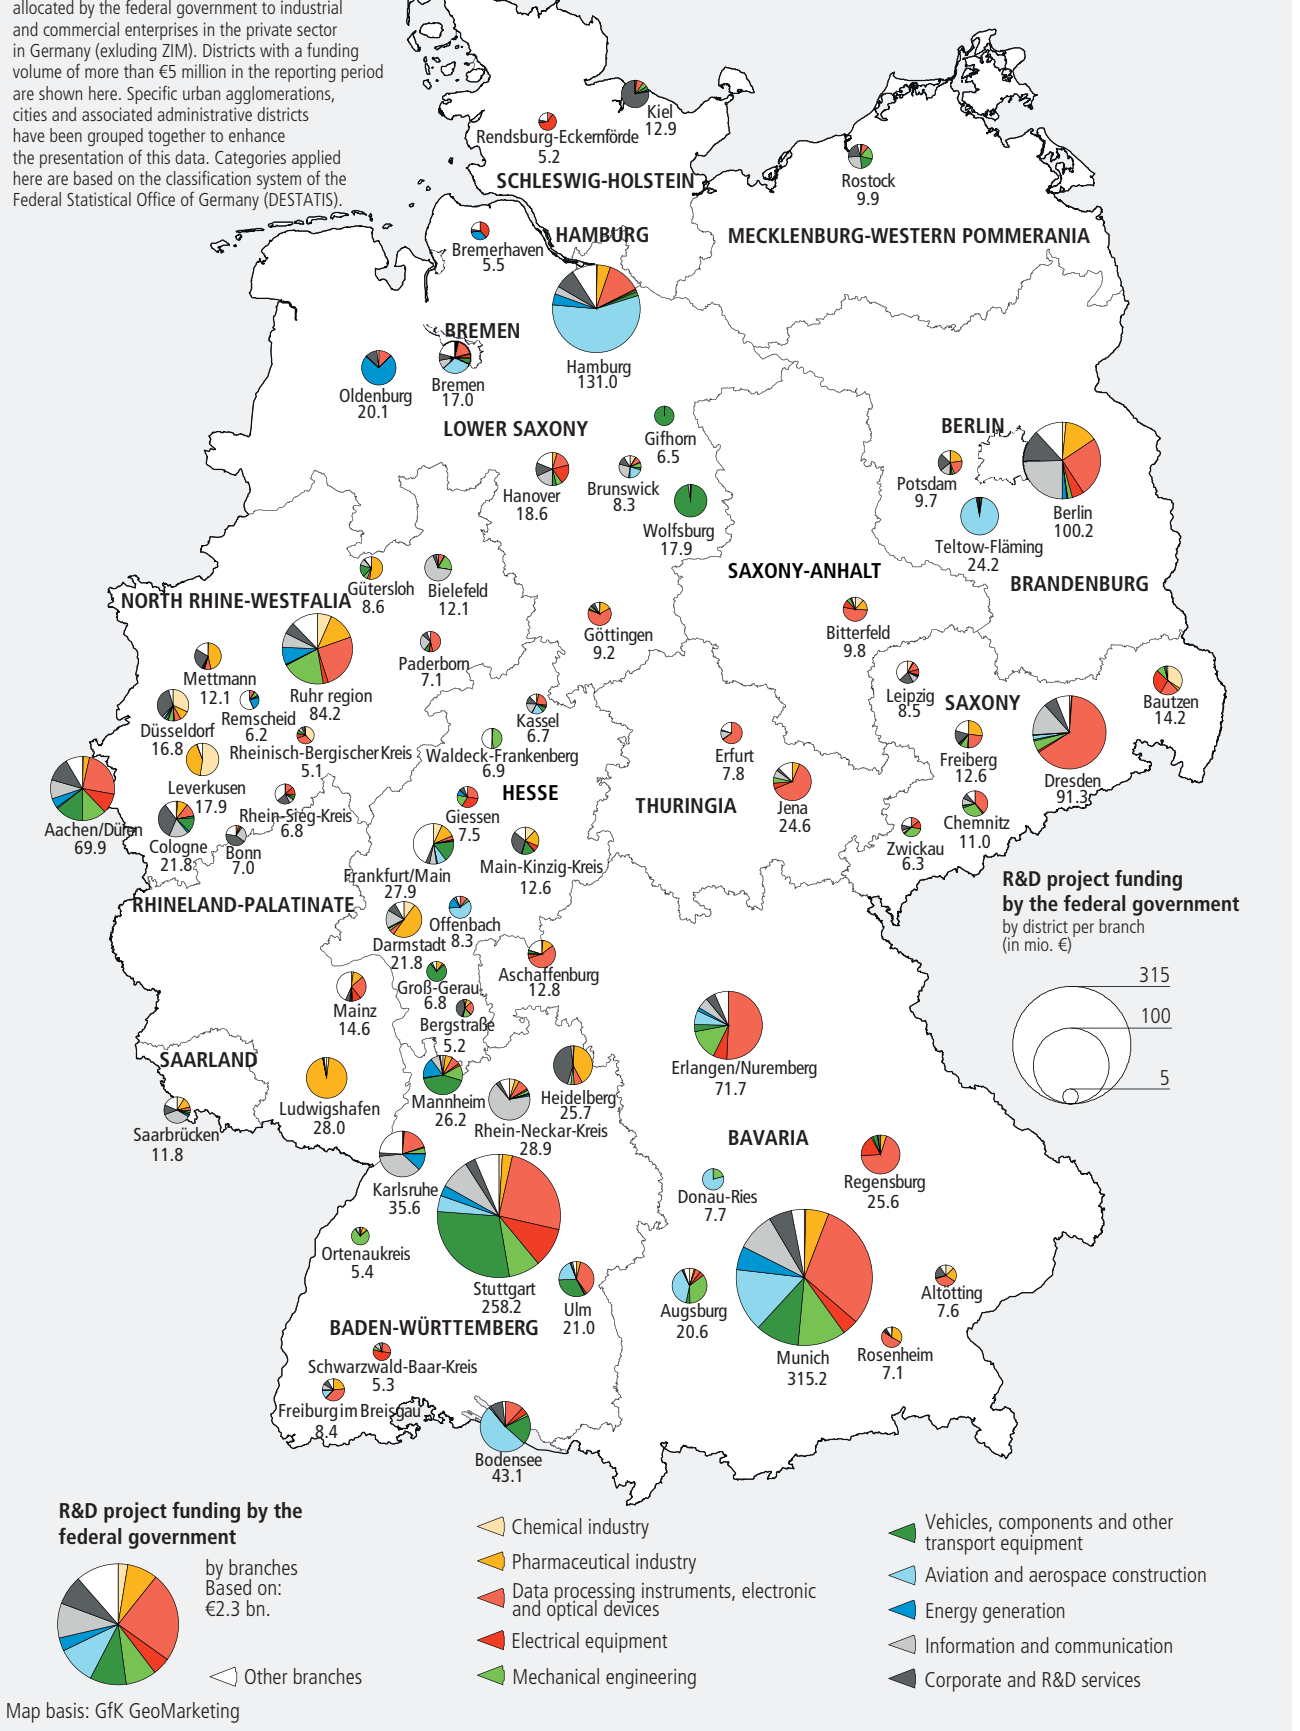 allocated by the federal government to industrial
and commercial enterprises in the private sector
in Germany (exluding ZIM). Districts with a funding
volume of more than €5 million in the reporting period
are shown here. Specific urban agglomerations,
cities and associated administrative districts
have been grouped together to enhance
the presentation of this data. Categories applied
here are based on the classification system of the
Federal Statistical Office of Germany (DESTATIS).
Kiel
12.9
Rendsburg-Eckernförde
5.2
SCHLESWIG-HOLSTEIN
Rostock
9.9
HAMBURG
MECKLENBURG-WESTERN POMMERANIA
Bremerhaven
5.5
BREMEN
Hamburg
131.0
Bremen
17.0
Oldenburg
20.1
LOWER SAXONY
Gifhorn
6.5
BERLIN
Hanover
18.6
Brunswick
8.3
Wolfsburg
17.9
Potsdam
9.7
Berlin
100.2
Teltow-Fläming
24.2
SAXONY-ANHALT
BRANDENBURG
Gütersloh
8.6
Bielefeld
12.1
NORTH RHINE-WESTFALIA
Göttingen
9.2
Bitterfeld
9.8
Mettmann
12.1
Ruhr region
84.2
Paderborn
7.1
Leipzig
8.5
SAXONY
Bautzen
14.2
Düsseldorf
16.8
Remscheid
6.2
Kassel
6.7
Rheinisch-Bergischer Kreis
5.1
Waldeck-Frankenberg
6.9
Erfurt
7.8
Freiberg
12.6
Dresden
91.3
Leverkusen
17.9
HESSE
THURINGIA
Jena
24.6
Rhein-Sieg-Kreis
6.8
Giessen
7.5
Chemnitz
11.0
Aachen/Düren
69.9
Cologne
21.8
Bonn
7.0
Zwickau
6.3
Frankfurt/Main
27.9
Main-Kinzig-Kreis
12.6
RHINELAND-PALATINATE
Offenbach
8.3
Darmstadt
21.8
Aschaffenburg
12.8
Groß-Gerau
6.8
Mainz
14.6
Bergstraße
5.2
R&D project funding
by the federal government
by district per branch
(in mio. €)
315
100
5
SAARLAND
Erlangen/Nuremberg
71.7
Ludwigshafen
28.0
Mannheim
26.2
Heidelberg
25.7
Rhein-Neckar-Kreis
28.9
Saarbrücken
11.8
BAVARIA
Karlsruhe
35.6
Donau-Ries
7.7
Regensburg
25.6
Ortenaukreis
5.4
Stuttgart
258.2
Ulm
21.0
Augsburg
20.6
Altötting
7.6
BADEN-WÜRTTEMBERG
Munich
315.2
Rosenheim
7.1
Schwarzwald-Baar-Kreis
5.3
Freiburg im Breisgau
8.4
Bodensee
43.1
R&D project funding by the
federal government
by branches
Based on:
€2.3 bn.
Other branches
Chemical industry
Pharmaceutical industry
Data processing instruments, electronic
and optical devices
Electrical equipment
Mechanical engineering
Vehicles, components and other
transport equipment
Aviation and aerospace construction
Energy generation
Information and communication
Corporate and R&D services
Map basis: GfK GeoMarketing